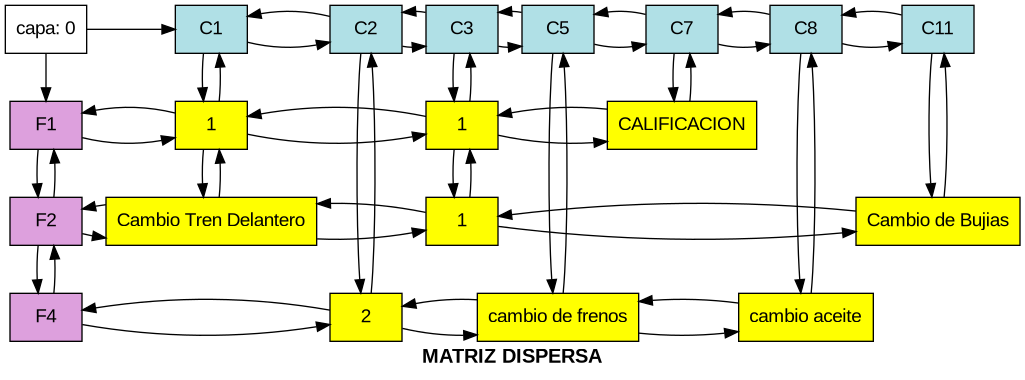 capa: 0 C1 C2 C3 C5 C7 C8 C11
F1 1 1 CALIFICACION
F2 Cambio Tren Delantero 1 Cambio de Bujias
F4 2 cambio de frenos cambio aceite
MATRIZ DISPERSA